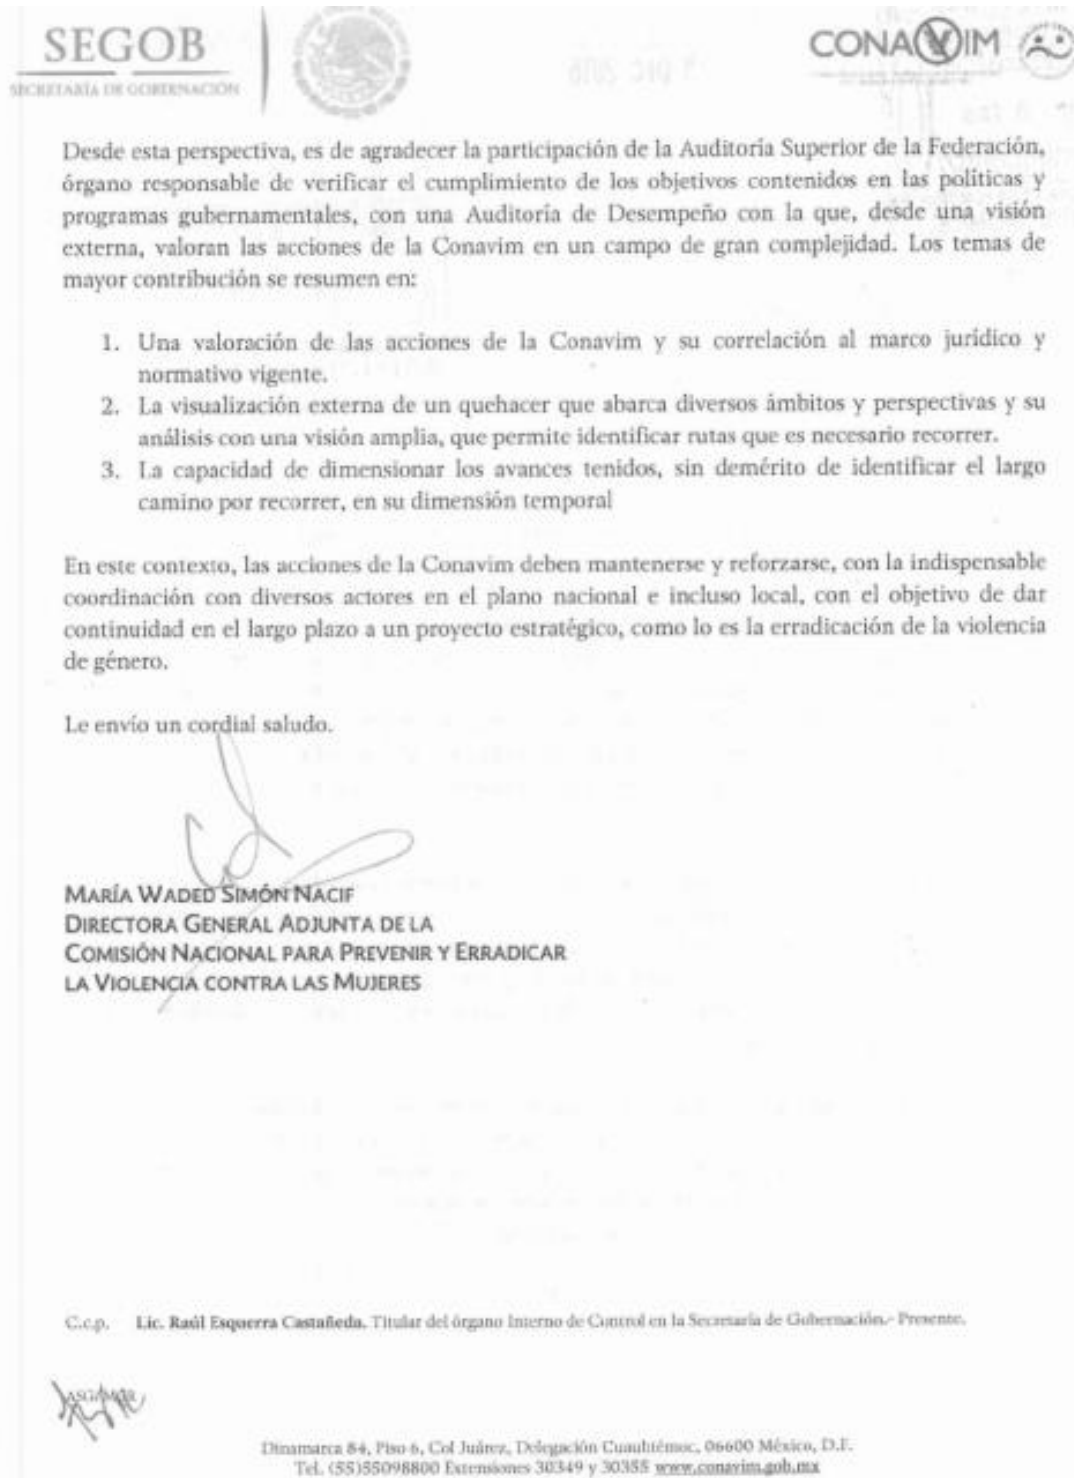 SEGOB
SECRETARÍA DE GOBERNACIÓN
CONAVIM
Desde esta perspectiva, es de agradecer la participación de la Auditoría Superior de la Federación,
órgano responsable de verificar el cumplimiento de los objetivos contenidos en las políticas y
programas gubernamentales, con una Auditoría de Desempeño con la que, desde una visión
externa, valoran las acciones de la Conavim en un campo de gran complejidad. Los temas de
mayor contribución se resumen en:
1. Una valoración de las acciones de la Conavim y su correlación al marco jurídico y
normativo vigente.
2. La visualización externa de un quehacer que abarca diversos ámbitos y perspectivas y su
análisis con una visión amplia, que permite identificar rutas que es necesario recorrer.
3. La capacidad de dimensionar los avances tenidos, sin demérito de identificar el largo
camino por recorrer, en su dimensión temporal
En este contexto, las acciones de la Conavim deben mantenerse y reforzarse, con la indispensable
coordinación con diversos actores en el plano nacional e incluso local, con el objetivo de dar
continuidad en el largo plazo a un proyecto estratégico, como lo es la erradicación de la violencia
de género.
Le envío un cordial saludo.
MARÍA WADED SIMÓN NACIF
DIRECTORA GENERAL ADJUNTA DE LA
COMISIÓN NACIONAL PARA PREVENIR Y ERRADICAR
LA VIOLENCIA CONTRA LAS MUJERES
C.c.p. Lic. Raúl Esquerra Castañeda. Titular del órgano Interno de Control en la Secretaría de Gobernación.- Presente.
Dinamarca 84, Piso 6, Col Juárez, Delegación Cuauhtémoc, 06600 México, D.F.
Tel. (55)55098800 Extensiones 30349 y 30355 www.conavim.gob.mx